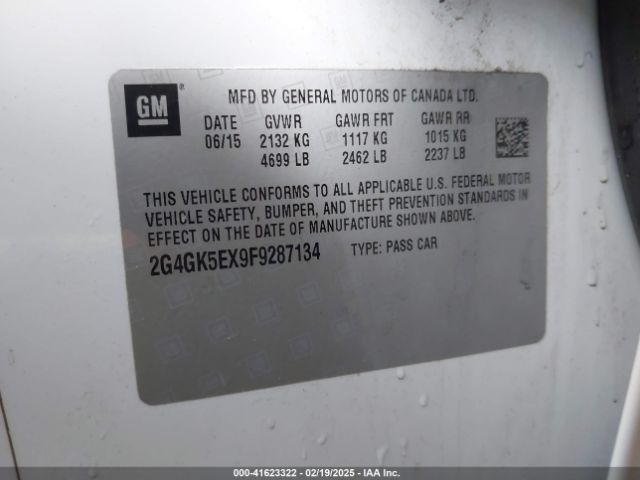 GM
®
MFD BY GENERAL MOTORS OF CANADA LTD.
DATE GVWR GAWR FRT GAWR RR
06/15 2132 KG 1117 KG 1015 KG
4699 LB 2462 LB 2237 LB
THIS VEHICLE CONFORMS TO ALL APPLICABLE U.S. FEDERAL MOTOR
VEHICLE SAFETY, BUMPER, AND THEFT PREVENTION STANDARDS IN
EFFECT ON THE DATE OF MANUFACTURE SHOWN ABOVE.
2G4GK5EX9F9287134 TYPE: PASS CAR
000-41623322 - 02/19/2025 - IAA Inc.